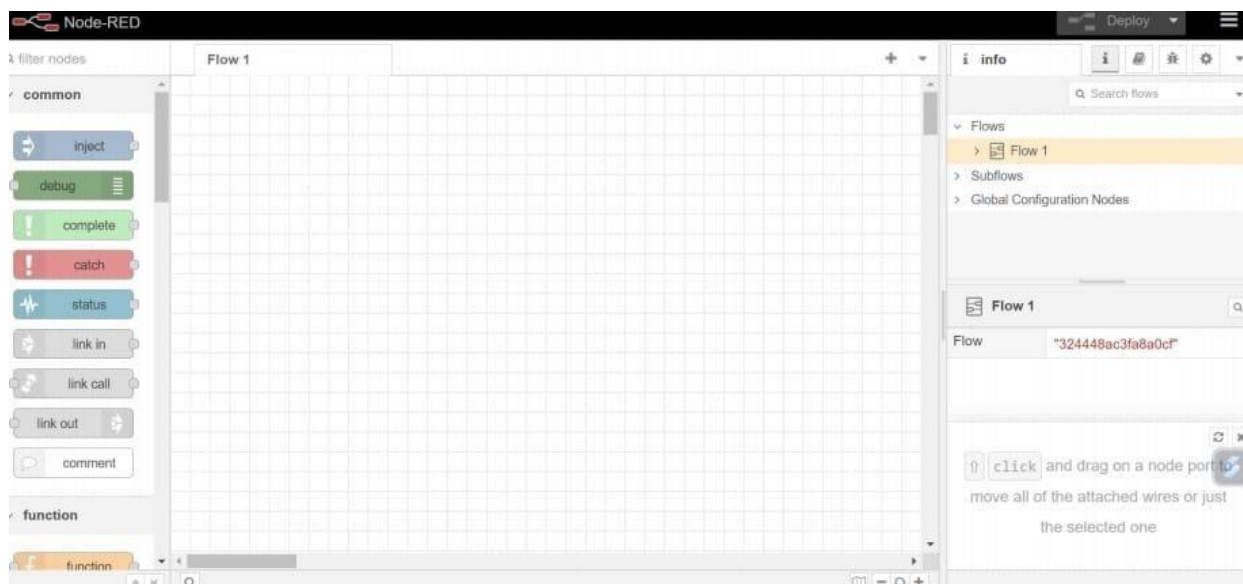 Node-RED
Deploy
filter nodes
Flow 1
i info
i
Search flows
common
inject
debug
complete
catch
status
link in
link call
link out
comment
function
function
Flows
Flow 1
Subflows
Global Configuration Nodes
Flow 1
Flow "324448ac3fa8a0cf"
⇧ click and drag on a node port to
move all of the attached wires or just
the selected one